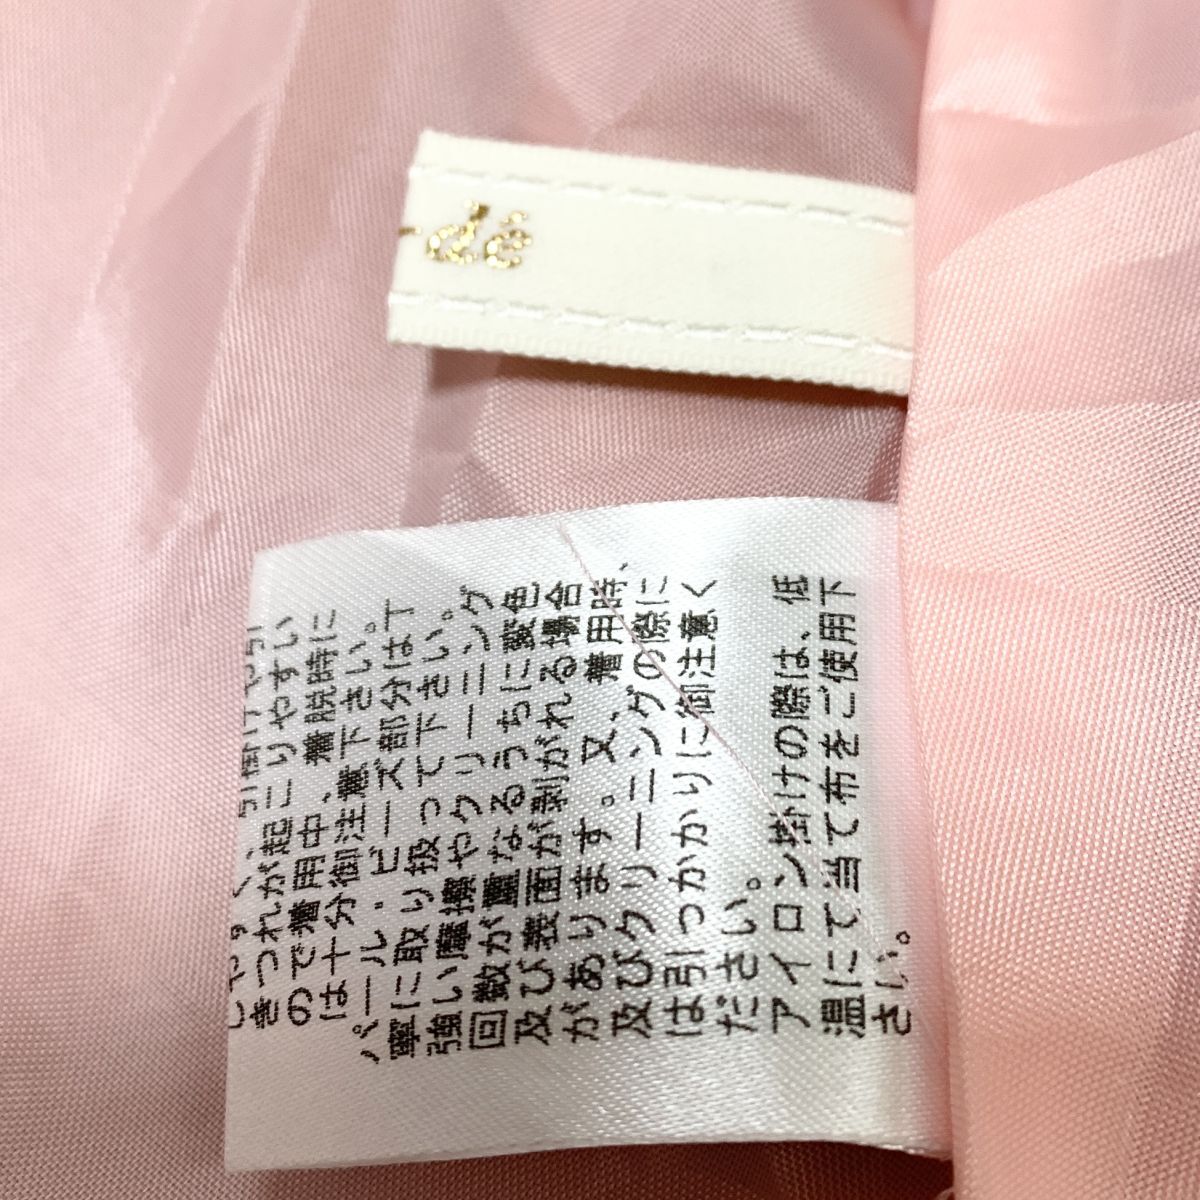 -dê
く、引掛けや引
きつれが起こりやすい
ので着用中、着脱時に
は十分御注意下さい。
パール・ビーズ部分は丁
寧に取り扱って下さい。
強い摩擦やクリーニング
回数が重なるうちに変色
及び表面が剥がれる場合
があります。又、着用時、
及びクリーニングの際に
は引っかかりに御注意く
ださい。
アイロン掛けの際は、低
温にて当て布をご使用下
さい。